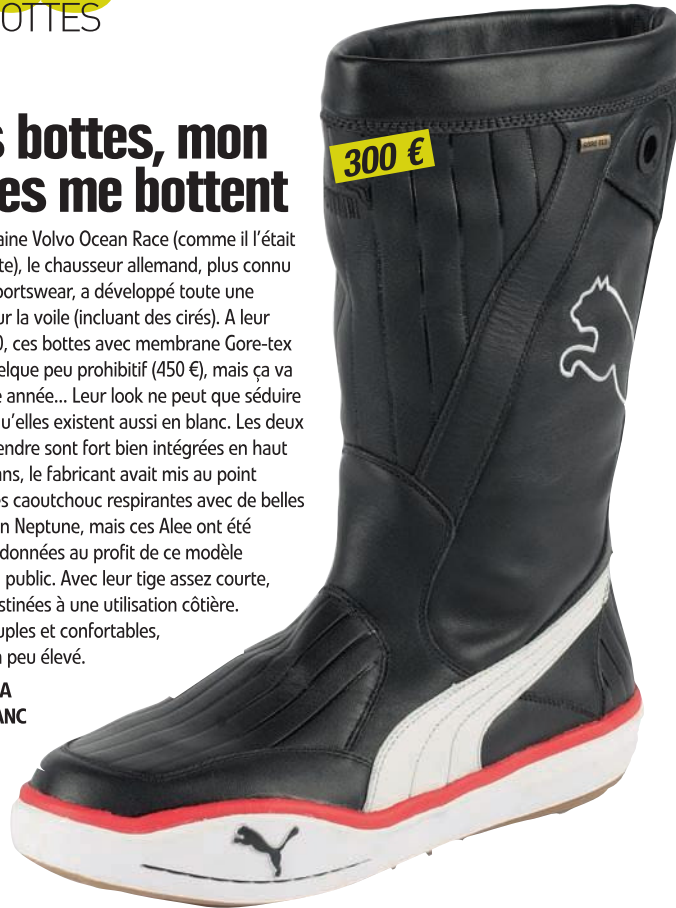 OTTES
s bottes, mon
es me bottent
aine Volvo Ocean Race (comme il l'était
te), le chausseur allemand, plus connu
portswear, a développé toute une
ur la voile (incluant des cirés). A leur
0, ces bottes avec membrane Gore-tex
elque peu prohibitif (450 €), mais ça va
e année... Leur look ne peut que séduire
u'elles existent aussi en blanc. Les deux
endre sont fort bien intégrées en haut
ans, le fabricant avait mis au point
es caoutchouc respirantes avec de belles
n Neptune, mais ces Alee ont été
données au profit de ce modèle
public. Avec leur tige assez courte,
stinées à une utilisation côtière.
uples et confortables,
peu élevé.
A
ANC
300 €
GORE-TEX